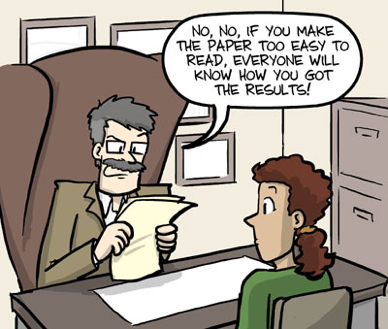 NO, NO, IF YOU MAKE
THE PAPER TOO EASY TO
READ, EVERYONE WILL
KNOW HOW YOU GOT
THE RESULTS!